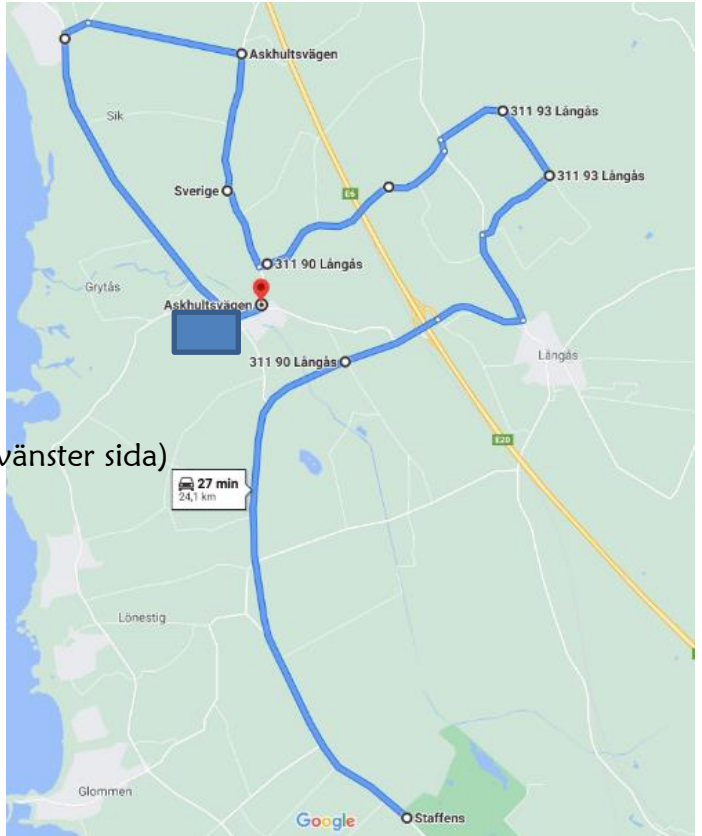 Askhultsvägen
311 93 Långås
Sik
311 93 Långås
Sverige
E6
311 90 Långås
Grytås
Askhultsvägen
Långås
311 90 Långås
E20
vänster sida)
27 min
24,1 km
Lönestig
Glommen
Google
Staffens